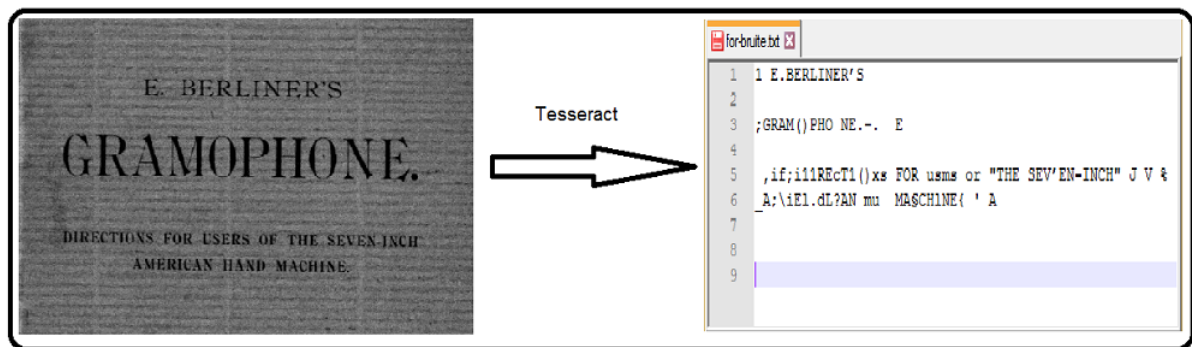 E. BERLINER'S
GRAMOPHONE.
DIRECTIONS FOR USERS OF THE SEVEN-INCH
AMERICAN HAND MACHINE.
Tesseract
for-bruite.txt
1 1 E.BERLINER'S
2
3 ;GRAM()PHO NE.-. E
4
5 ,if;i11REcT1()xs FOR usms or "THE SEV'EN-INCH" J V %
6 _A;\iEl.dL?AN mu MA§CH1NE{ ' A
7
8
9